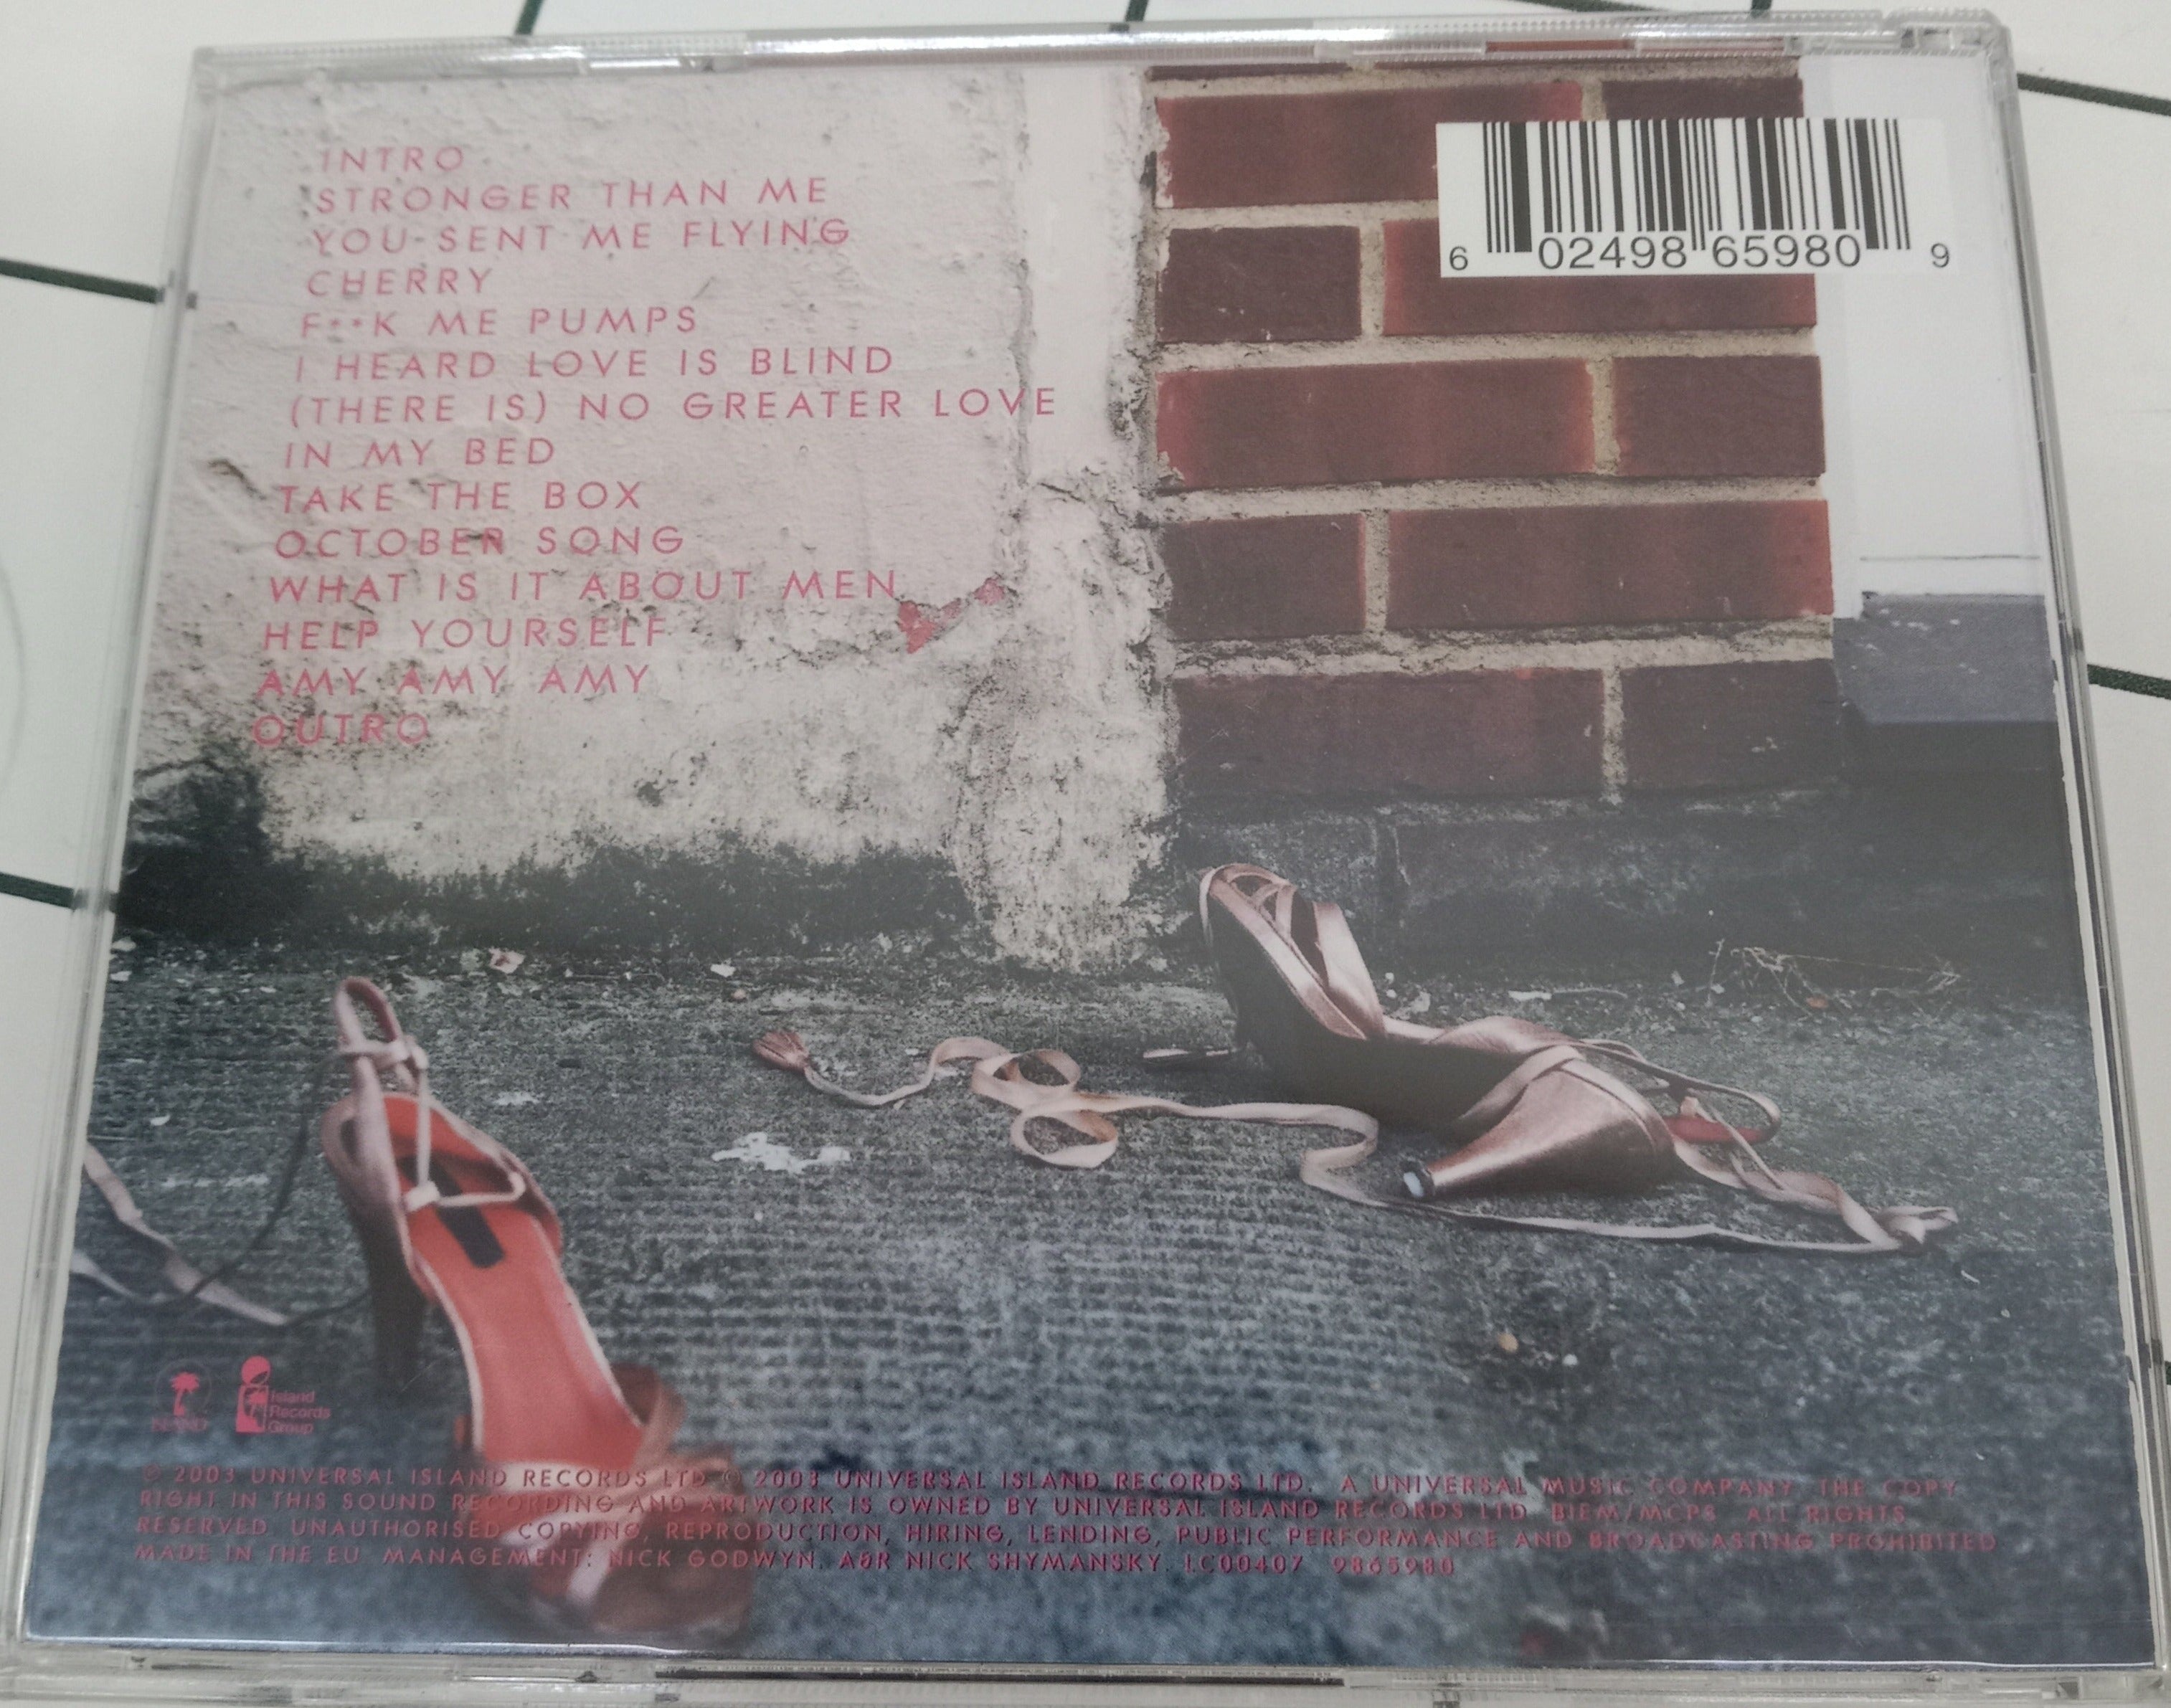 INTRO
STRONGER THAN ME
YOU SENT ME FLYING
CHERRY
F**K ME PUMPS
I HEARD LOVE IS BLIND
(THERE IS) NO GREATER LOVE
IN MY BED
TAKE THE BOX
OCTOBER SONG
WHAT IS IT ABOUT MEN
HELP YOURSELF
AMY AMY AMY
OUTRO
6 02498 65980 9
ISLAND
Island
Records
Group
℗ 2003 UNIVERSAL ISLAND RECORDS LTD © 2003 UNIVERSAL ISLAND RECORDS LTD. A UNIVERSAL MUSIC COMPANY. THE COPY
RIGHT IN THIS SOUND RECORDING AND ARTWORK IS OWNED BY UNIVERSAL ISLAND RECORDS LTD. BIEM/MCPS. ALL RIGHTS
RESERVED. UNAUTHORISED COPYING, REPRODUCTION, HIRING, LENDING, PUBLIC PERFORMANCE AND BROADCASTING PROHIBITED
MADE IN THE EU. MANAGEMENT: NICK GODWYN. A&R NICK SHYMANSKY. LC00407 9865980